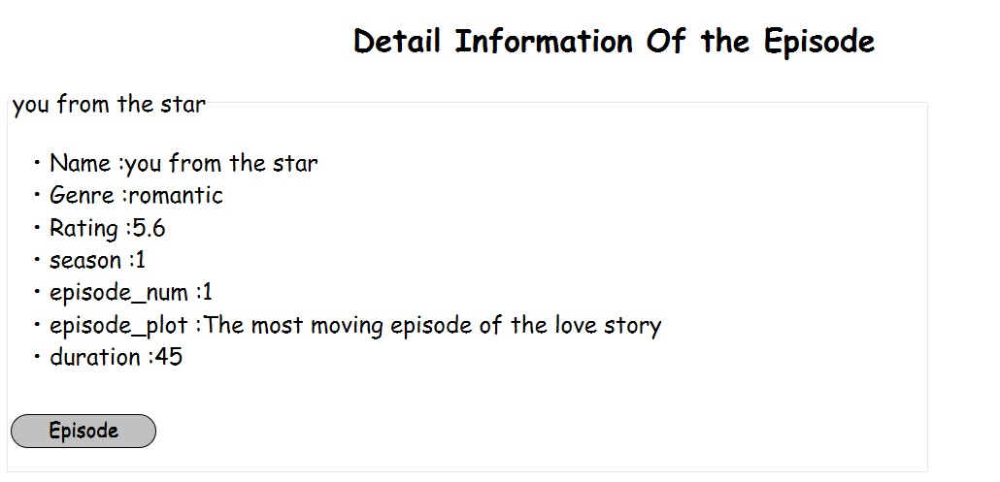 Detail Information Of the Episode
you from the star
• Name :you from the star
• Genre :romantic
• Rating :5.6
• season :1
• episode_num :1
• episode_plot :The most moving episode of the love story
• duration :45
Episode